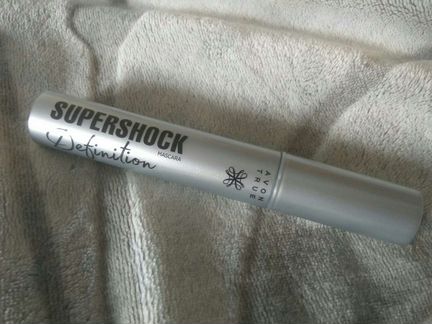 SUPERSHOCK
Definition
MASCARA
AVON
TRUE